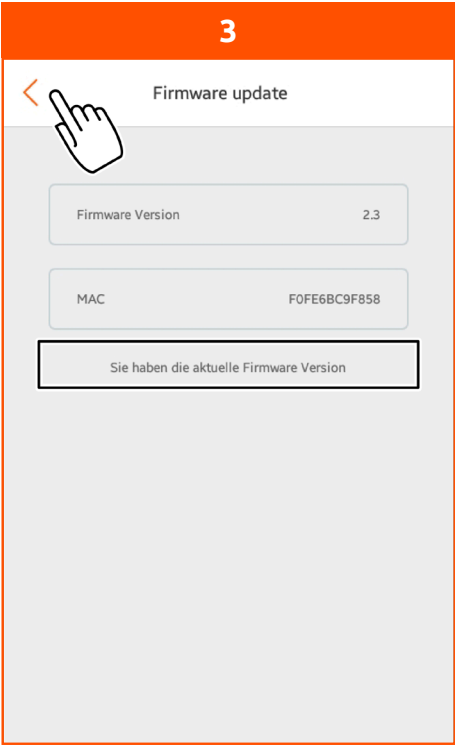 3
Firmware update
Firmware Version 2.3
MAC F0FE6BC9F858
Sie haben die aktuelle Firmware Version